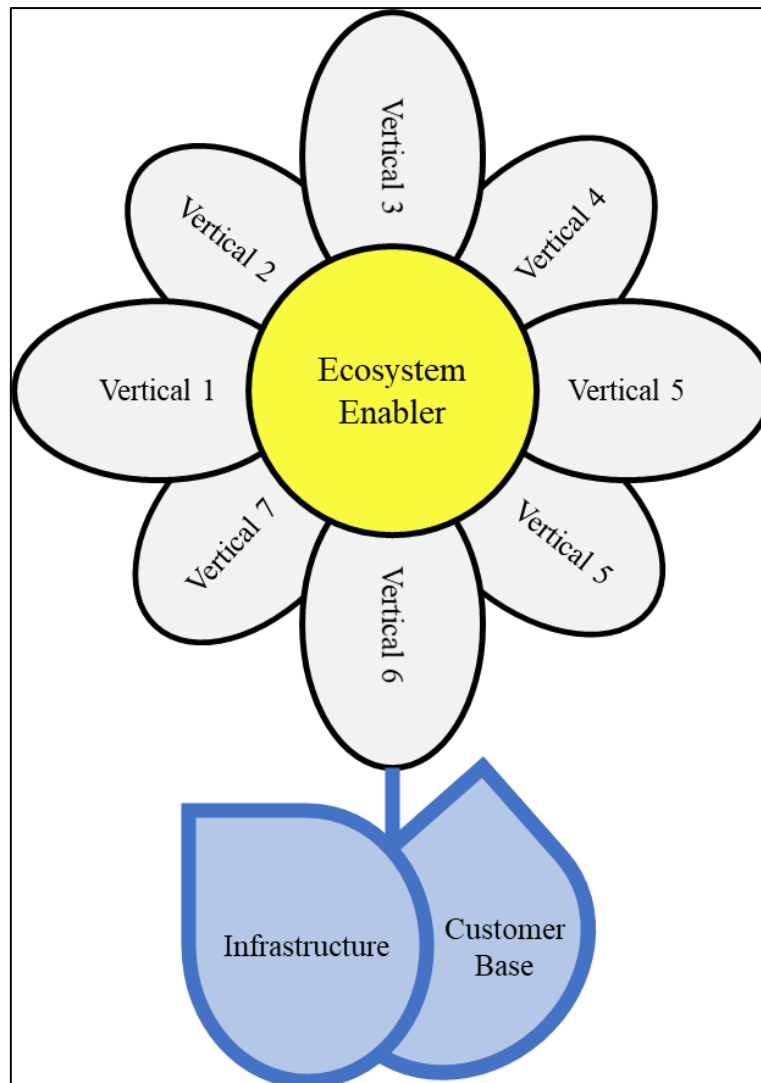 Vertical 3
Vertical 2
Vertical 4
Vertical 1
Ecosystem
Enabler
Vertical 5
Vertical 7
Vertical 5
Vertical 6
Infrastructure
Customer
Base